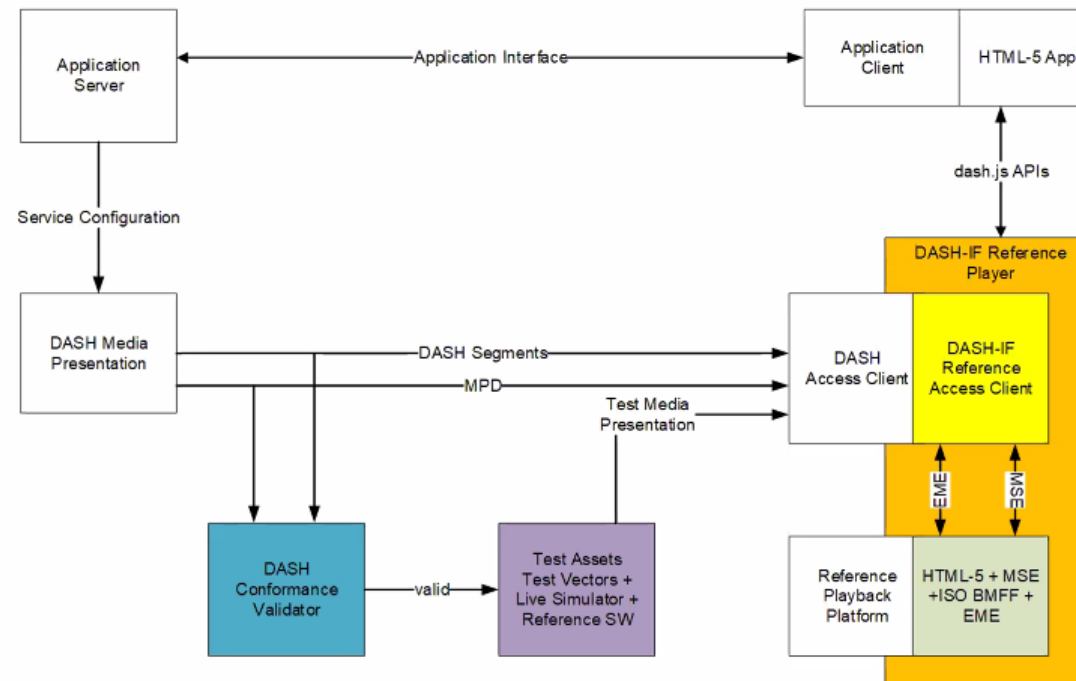 Application
Server
Application Interface
Application
Client
HTML-5 App
dash.js APIs
Service Configuration
DASH-IF Reference
Player
DASH Media
Presentation
DASH Segments
MPD
Test Media
Presentation
DASH
Access Client
DASH-IF
Reference
Access Client
EME
MSE
DASH
Conformance
Validator
valid
Test Assets
Test Vectors +
Live Simulator +
Reference SW
Reference
Playback
Platform
HTML-5 + MSE
+ISO BMFF +
EME